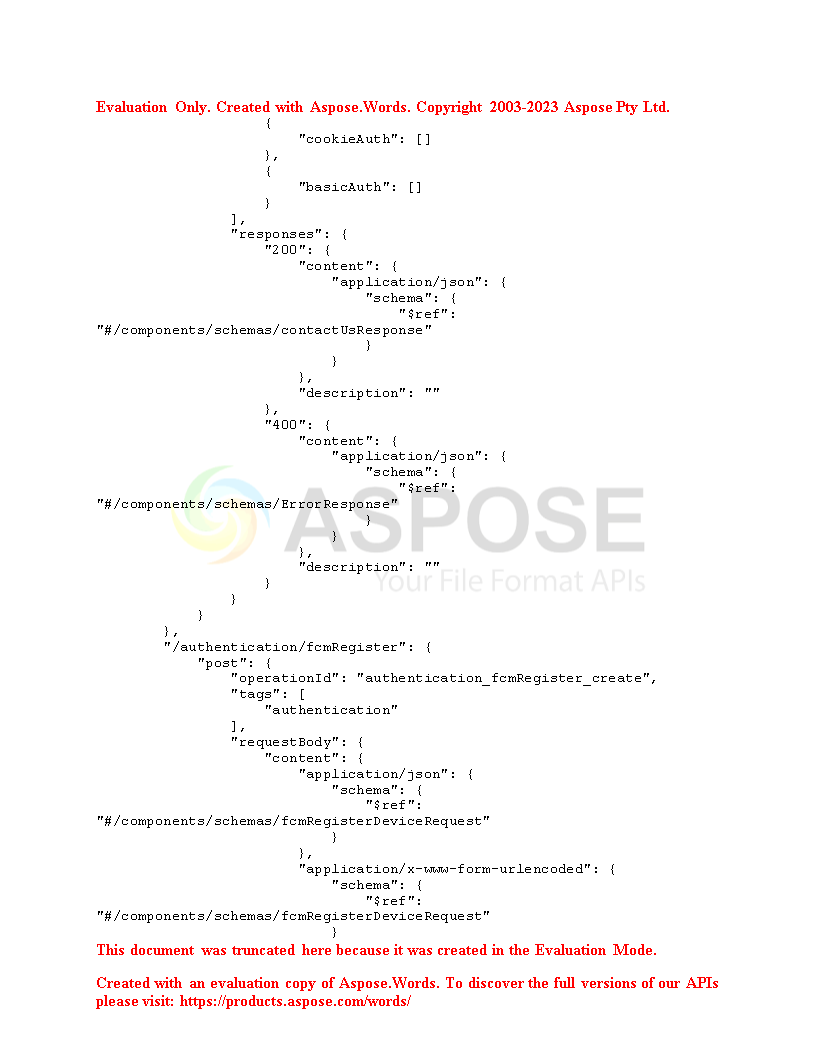 Evaluation Only. Created with Aspose.Words. Copyright 2003-2023 Aspose Pty Ltd.
{
"cookieAuth": []
},
{
"basicAuth": []
}
],
"responses": {
"200": {
"content": {
"application/json": {
"schema": {
"$ref":
"#/components/schemas/contactUsResponse"
}
}
},
"description": ""
},
"400": {
"content": {
"application/json": {
"schema": {
"$ref":
"#/components/schemas/ErrorResponse"
}
}
},
"description": ""
}
}
}
},
"/authentication/fcmRegister": {
"post": {
"operationId": "authentication_fcmRegister_create",
"tags": [
"authentication"
],
"requestBody": {
"content": {
"application/json": {
"schema": {
"$ref":
"#/components/schemas/fcmRegisterDeviceRequest"
}
},
"application/x-www-form-urlencoded": {
"schema": {
"$ref":
"#/components/schemas/fcmRegisterDeviceRequest"
}
This document was truncated here because it was created in the Evaluation Mode.
Created with an evaluation copy of Aspose.Words. To discover the full versions of our APIs
please visit: https://products.aspose.com/words/
ASPOSE
Your File Format APIs